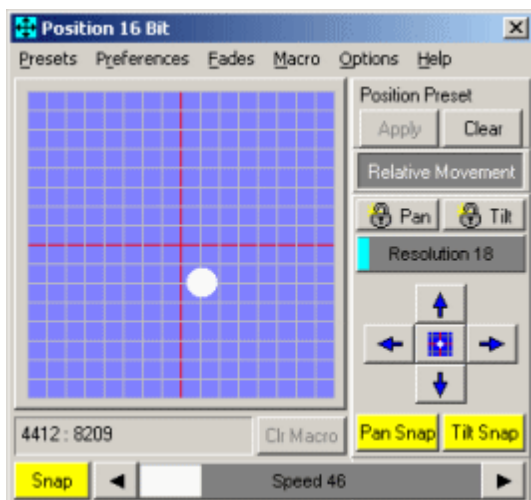 Position 16 Bit
Presets Preferences Fades Macro Options Help
Position Preset
Apply Clear
Relative Movement
Pan Tilt
Resolution 18
4412 : 8209 Clr Macro Pan Snap Tilt Snap
Snap Speed 46